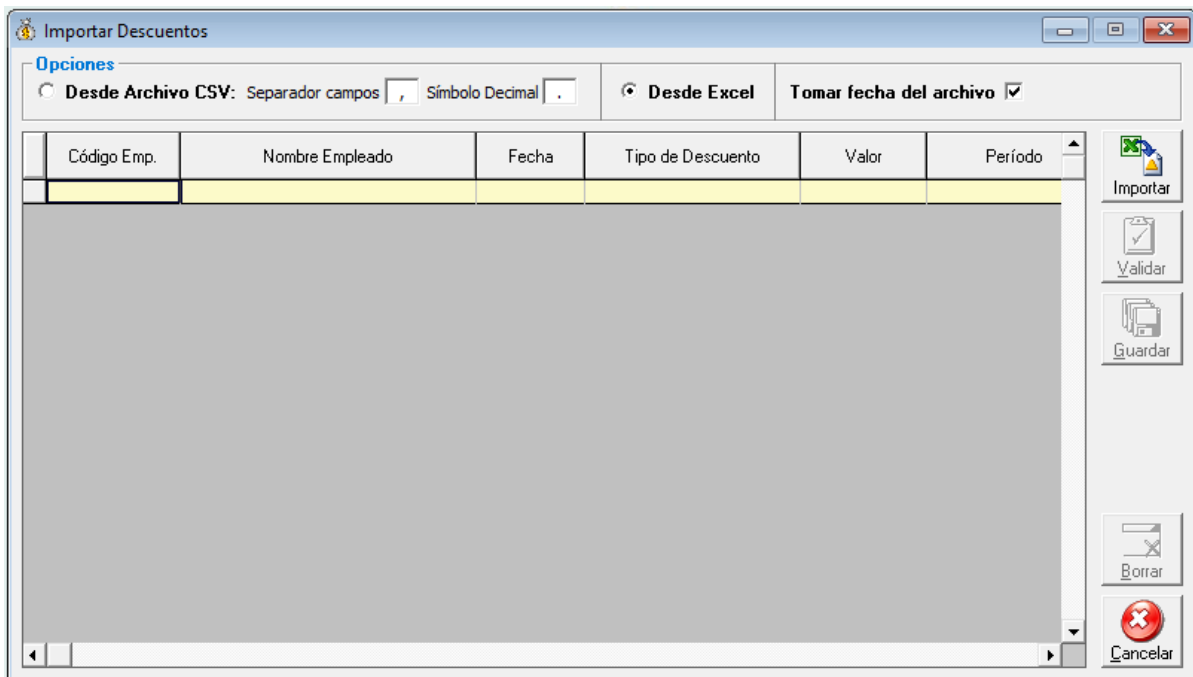 Importar Descuentos
Opciones
Desde Archivo CSV: Separador campos , Símbolo Decimal . Desde Excel Tomar fecha del archivo
Código Emp. Nombre Empleado Fecha Tipo de Descuento Valor Período
Importar
Validar
Guardar
Borrar
Cancelar